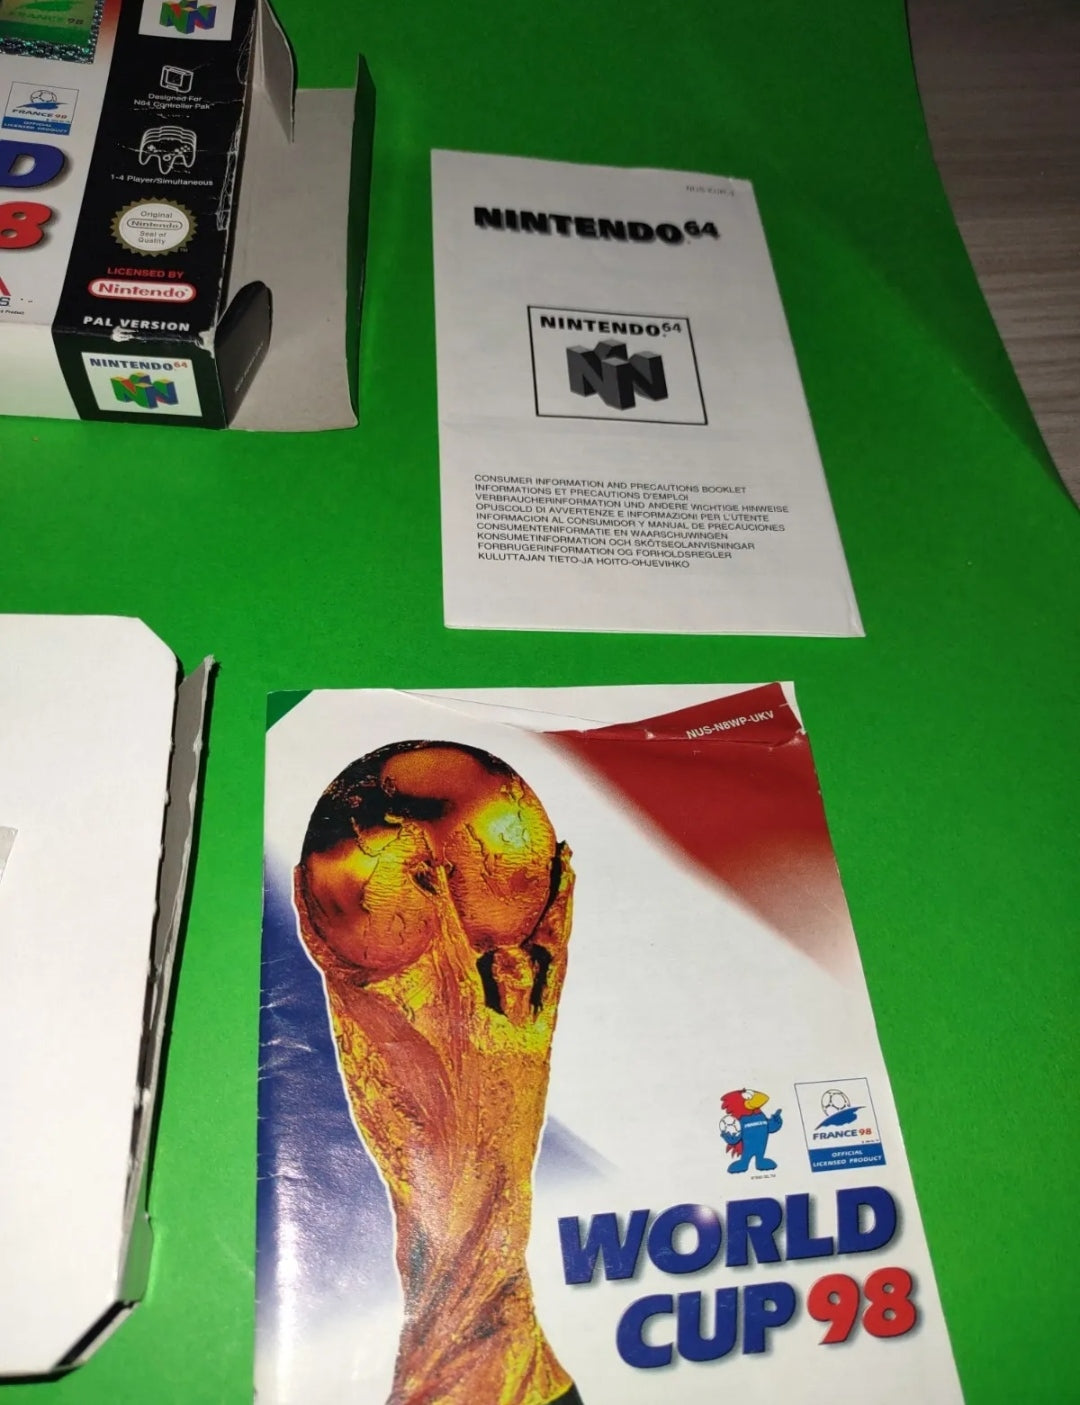 FRANCE 98
Designed For
N64 Controller Pak
FRANCE 98
OFFICIAL
LICENSED PRODUCT
1-4 Player/Simultaneous
D
8
Original
Nintendo
Seal of
Quality
LICENSED BY
Nintendo
PAL VERSION
NINTENDO64
NINTENDO64
NINTENDO64
CONSUMER INFORMATION AND PRECAUTIONS BOOKLET
INFORMATIONS ET PRECAUTIONS D'EMPLOI
VERBRAUCHERINFORMATION UND ANDERE WICHTIGE HINWEISE
OPUSCOLO DI AVVERTENZE E INFORMAZIONI PER L'UTENTE
INFORMACION AL CONSUMIDOR Y MANUAL DE PRECAUCIONES
CONSUMENTENINFORMATIE EN WAARSCHUWINGEN
KONSUMETINFORMATION OCH SKÖTSEOLANVISNINGAR
FORBRUGERINFORMATION OG FORHOLDSREGLER
KULUTTAJAN TIETO-JA HOITO-OHJEVIHKO
NUS-N8WP-UKV
FRANCE 98
OFFICIAL
LICENSED PRODUCT
WORLD
CUP 98